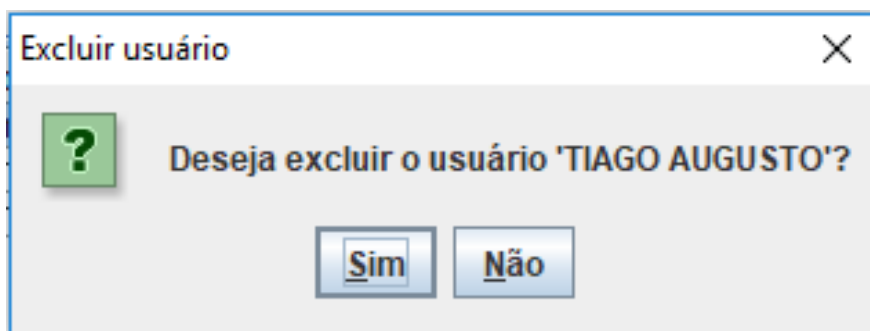 Excluir usuário
?
Deseja excluir o usuário 'TIAGO AUGUSTO'?
Sim Não